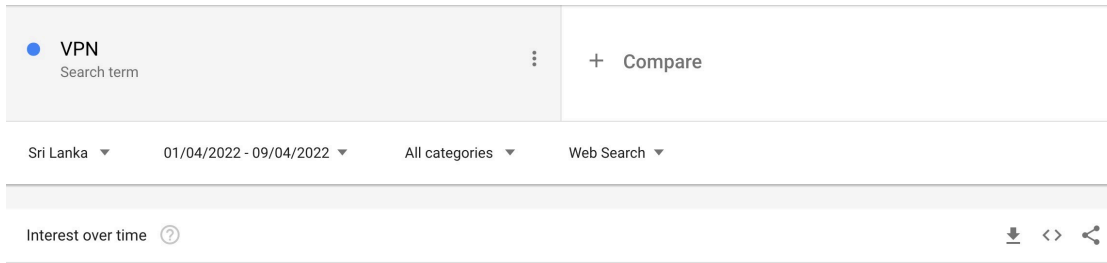 VPN
Search term
+ Compare
Sri Lanka 01/04/2022 - 09/04/2022 All categories Web Search
Interest over time ?